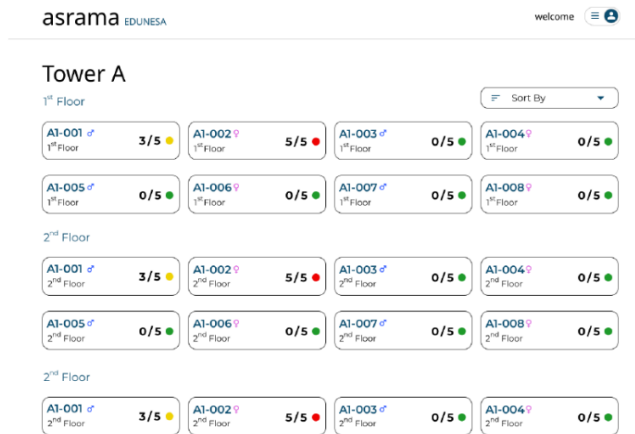 asrama EDUNESA
welcome
Tower A
1st Floor
Sort By
A1-001 ♂ 3/5
1st Floor
A1-002 ♀ 5/5
1st Floor
A1-003 ♂ 0/5
1st Floor
A1-004 ♀ 0/5
1st Floor
A1-005 ♂ 0/5
1st Floor
A1-006 ♀ 0/5
1st Floor
A1-007 ♂ 0/5
1st Floor
A1-008 ♀ 0/5
1st Floor
2nd Floor
A1-001 ♂ 3/5
2nd Floor
A1-002 ♀ 5/5
2nd Floor
A1-003 ♂ 0/5
2nd Floor
A1-004 ♀ 0/5
2nd Floor
A1-005 ♂ 0/5
2nd Floor
A1-006 ♀ 0/5
2nd Floor
A1-007 ♂ 0/5
2nd Floor
A1-008 ♀ 0/5
2nd Floor
2nd Floor
A1-001 ♂ 3/5
2nd Floor
A1-002 ♀ 5/5
2nd Floor
A1-003 ♂ 0/5
2nd Floor
A1-004 ♀ 0/5
2nd Floor